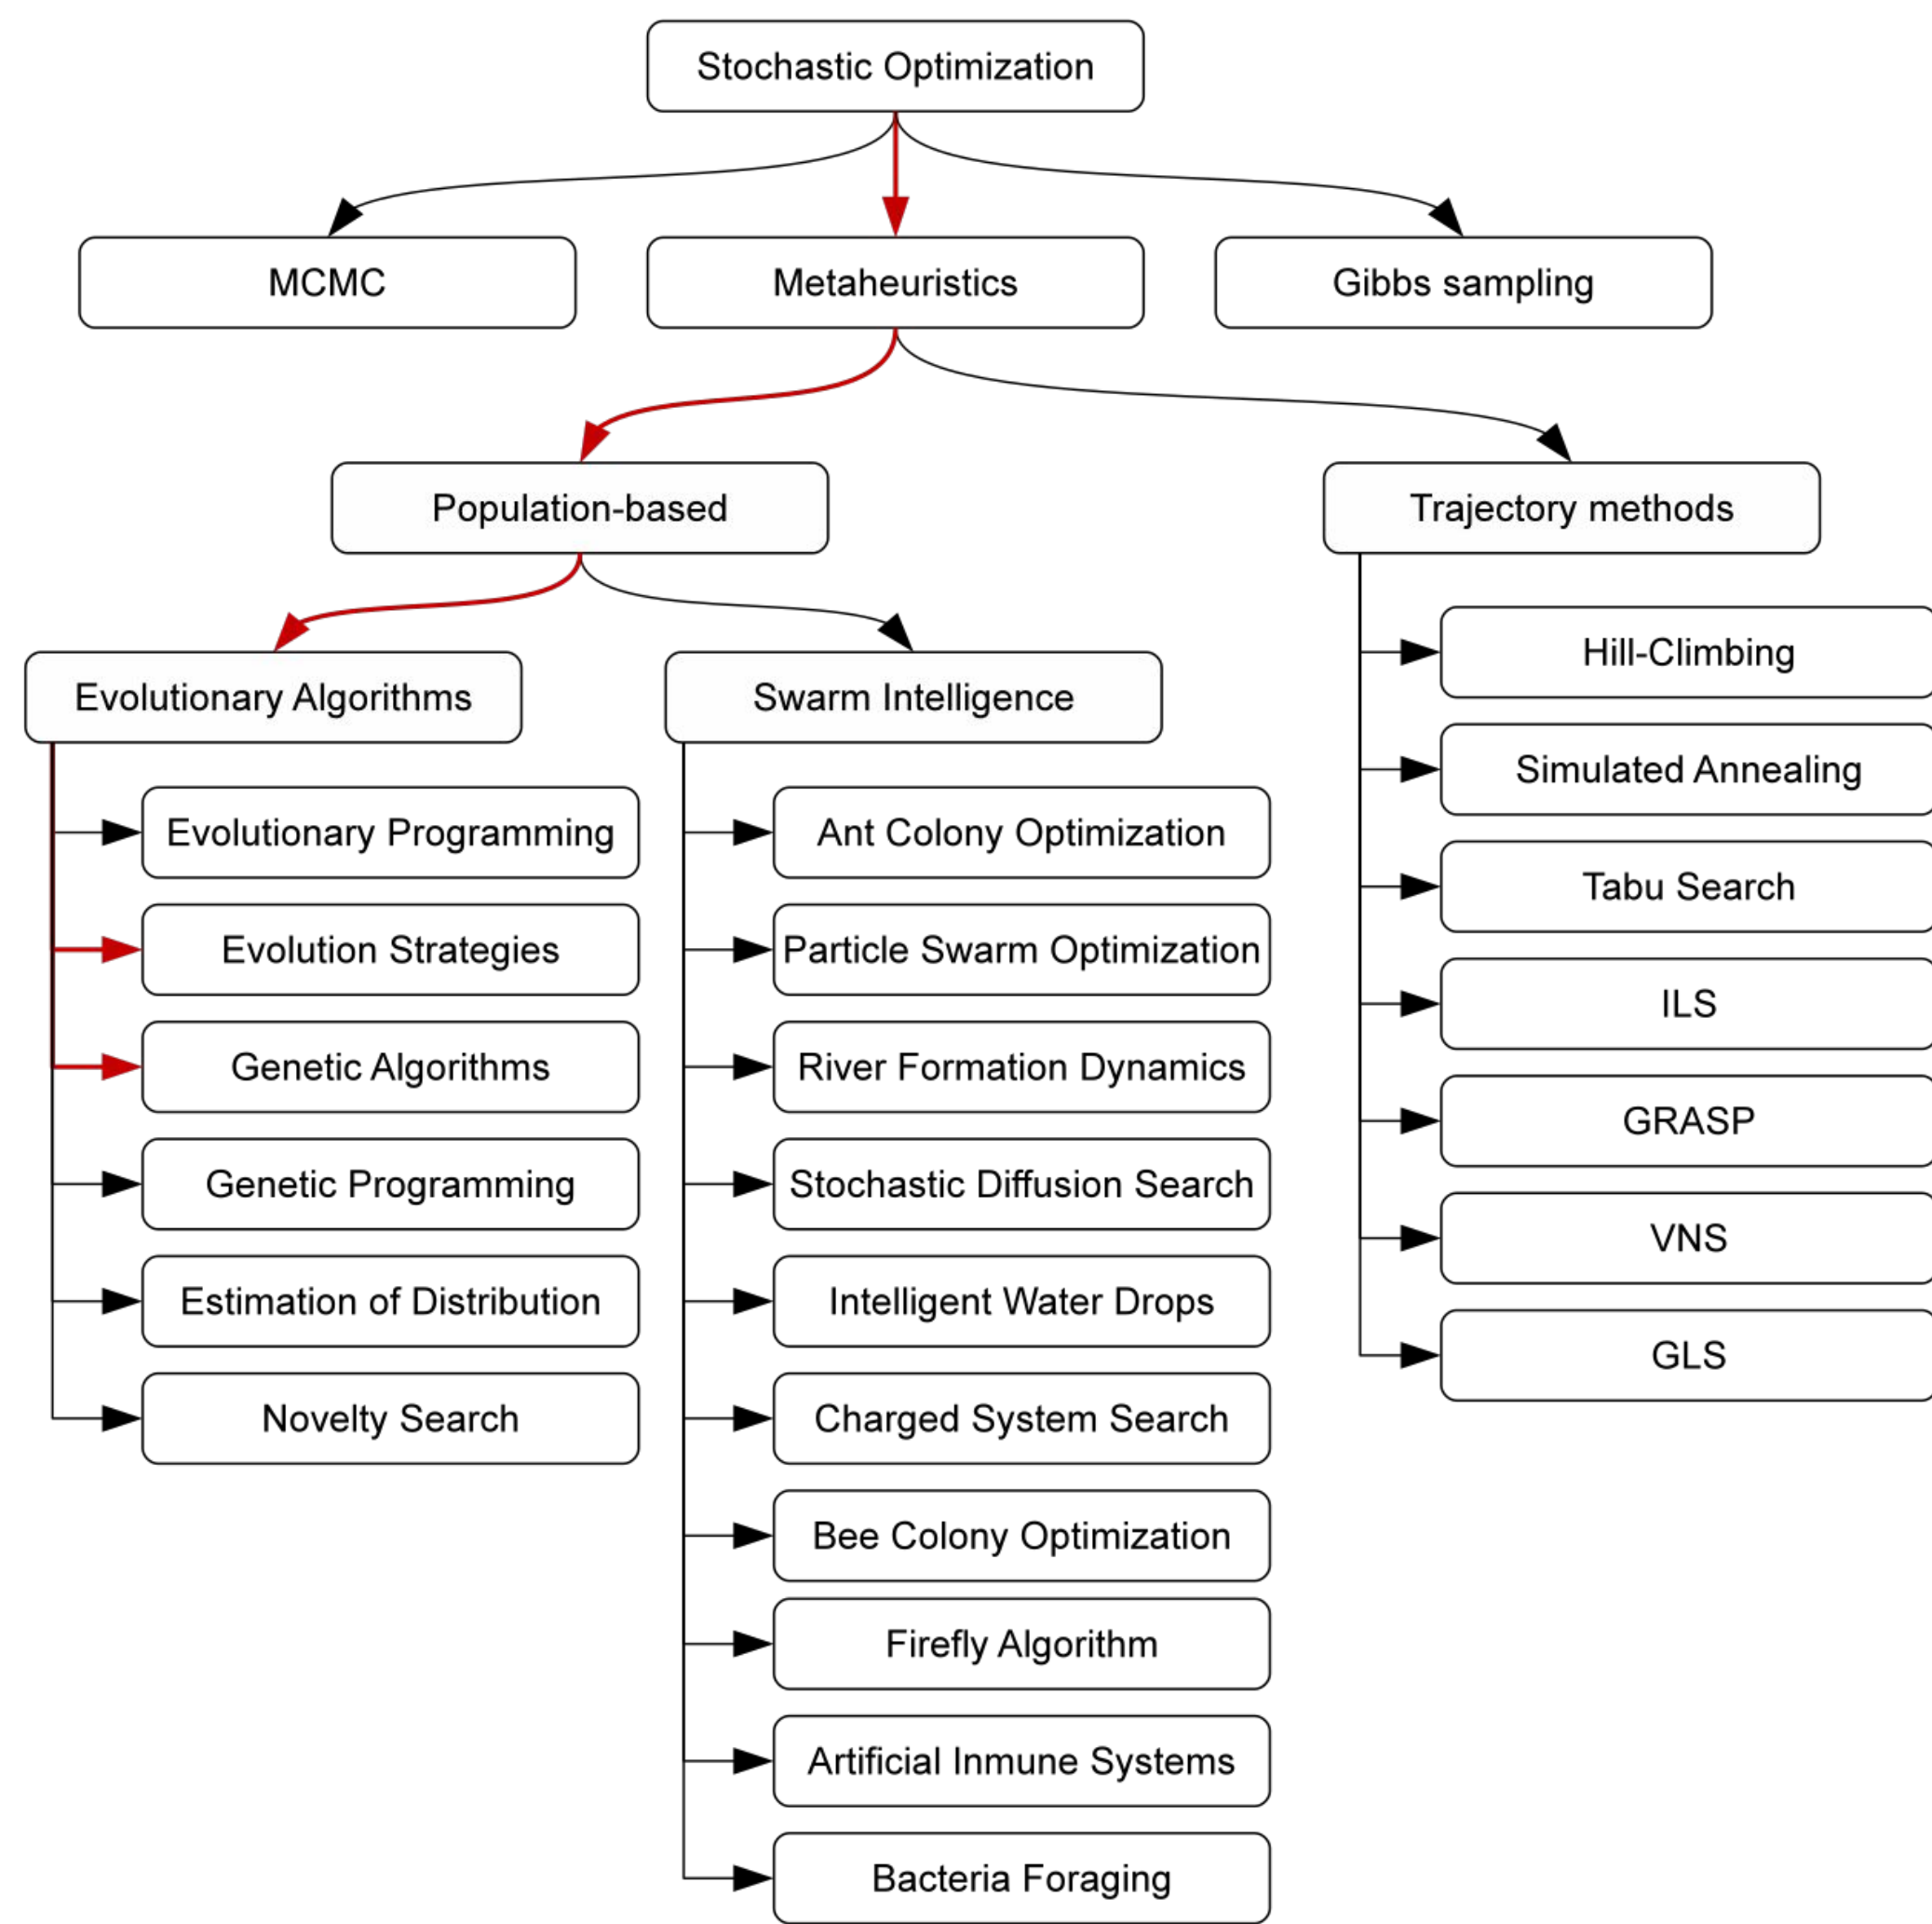 Stochastic Optimization
MCMC
Metaheuristics
Gibbs sampling
Population-based
Trajectory methods
Evolutionary Algorithms
Evolutionary Programming
Evolution Strategies
Genetic Algorithms
Genetic Programming
Estimation of Distribution
Novelty Search
Swarm Intelligence
Ant Colony Optimization
Particle Swarm Optimization
River Formation Dynamics
Stochastic Diffusion Search
Intelligent Water Drops
Charged System Search
Bee Colony Optimization
Firefly Algorithm
Artificial Inmune Systems
Bacteria Foraging
Hill-Climbing
Simulated Annealing
Tabu Search
ILS
GRASP
VNS
GLS